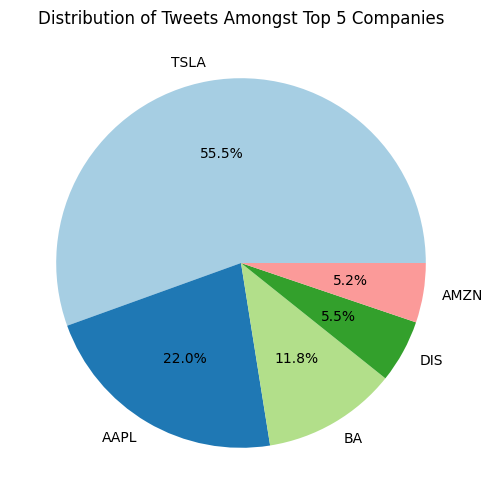 Distribution of Tweets Amongst Top 5 Companies
TSLA
55.5%
5.2%
AMZN
5.5%
DIS
22.0%
11.8%
AAPL
BA